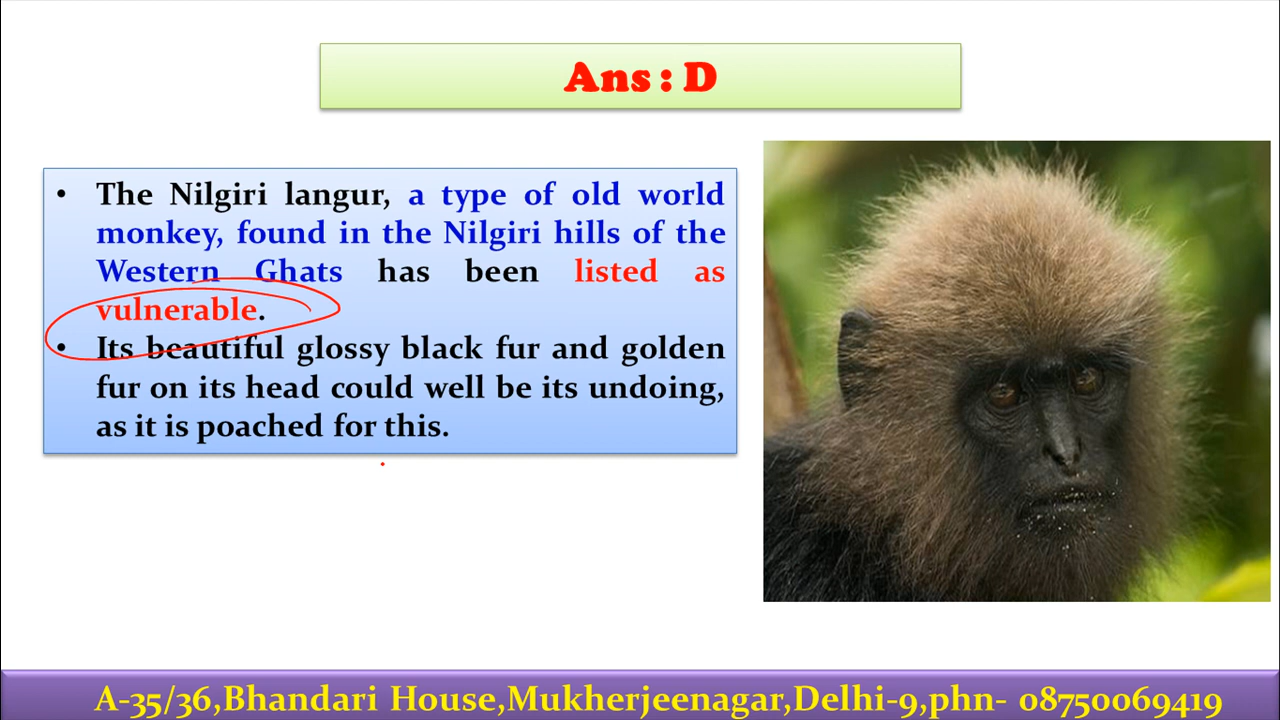 Ans : D
• The Nilgiri langur, a type of old world
monkey, found in the Nilgiri hills of the
Western Ghats has been listed as
vulnerable.
• Its beautiful glossy black fur and golden
fur on its head could well be its undoing,
as it is poached for this.
A-35/36,Bhandari House,Mukherjeenagar,Delhi-9,phn- 08750069419